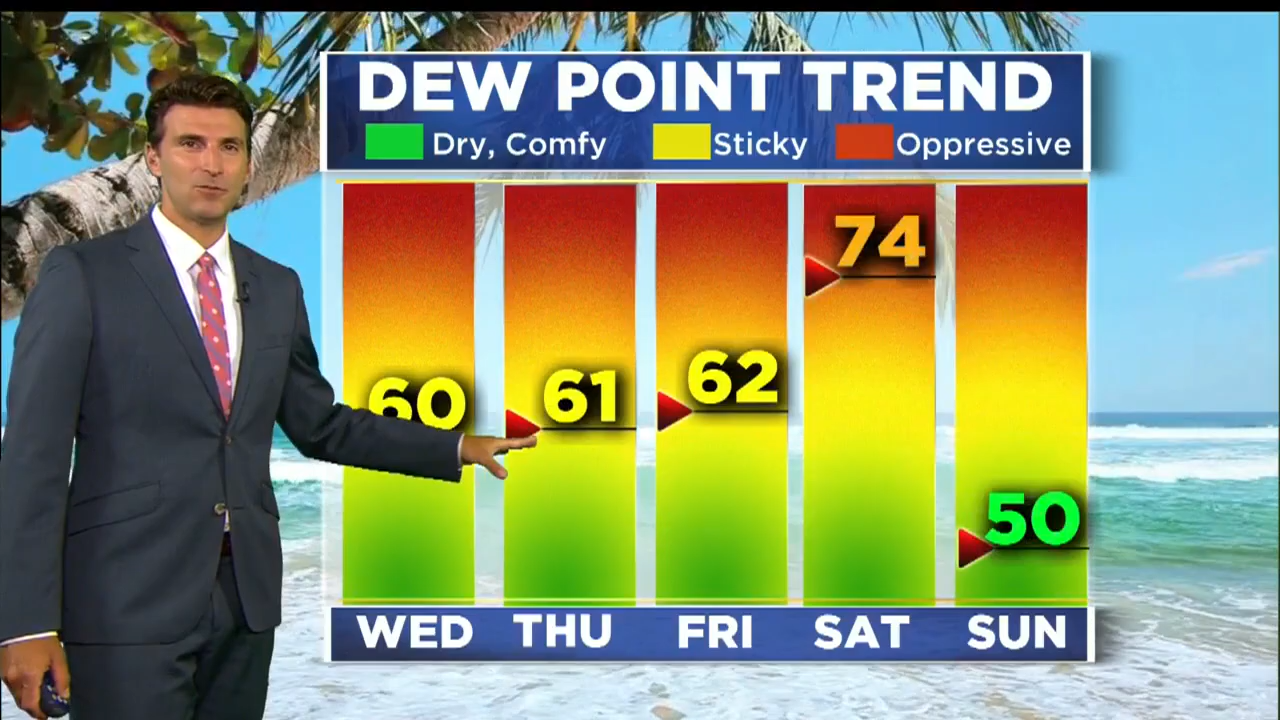 DEW POINT TREND
Dry, Comfy Sticky Oppressive
60 61 62 74 50
WED THU FRI SAT SUN